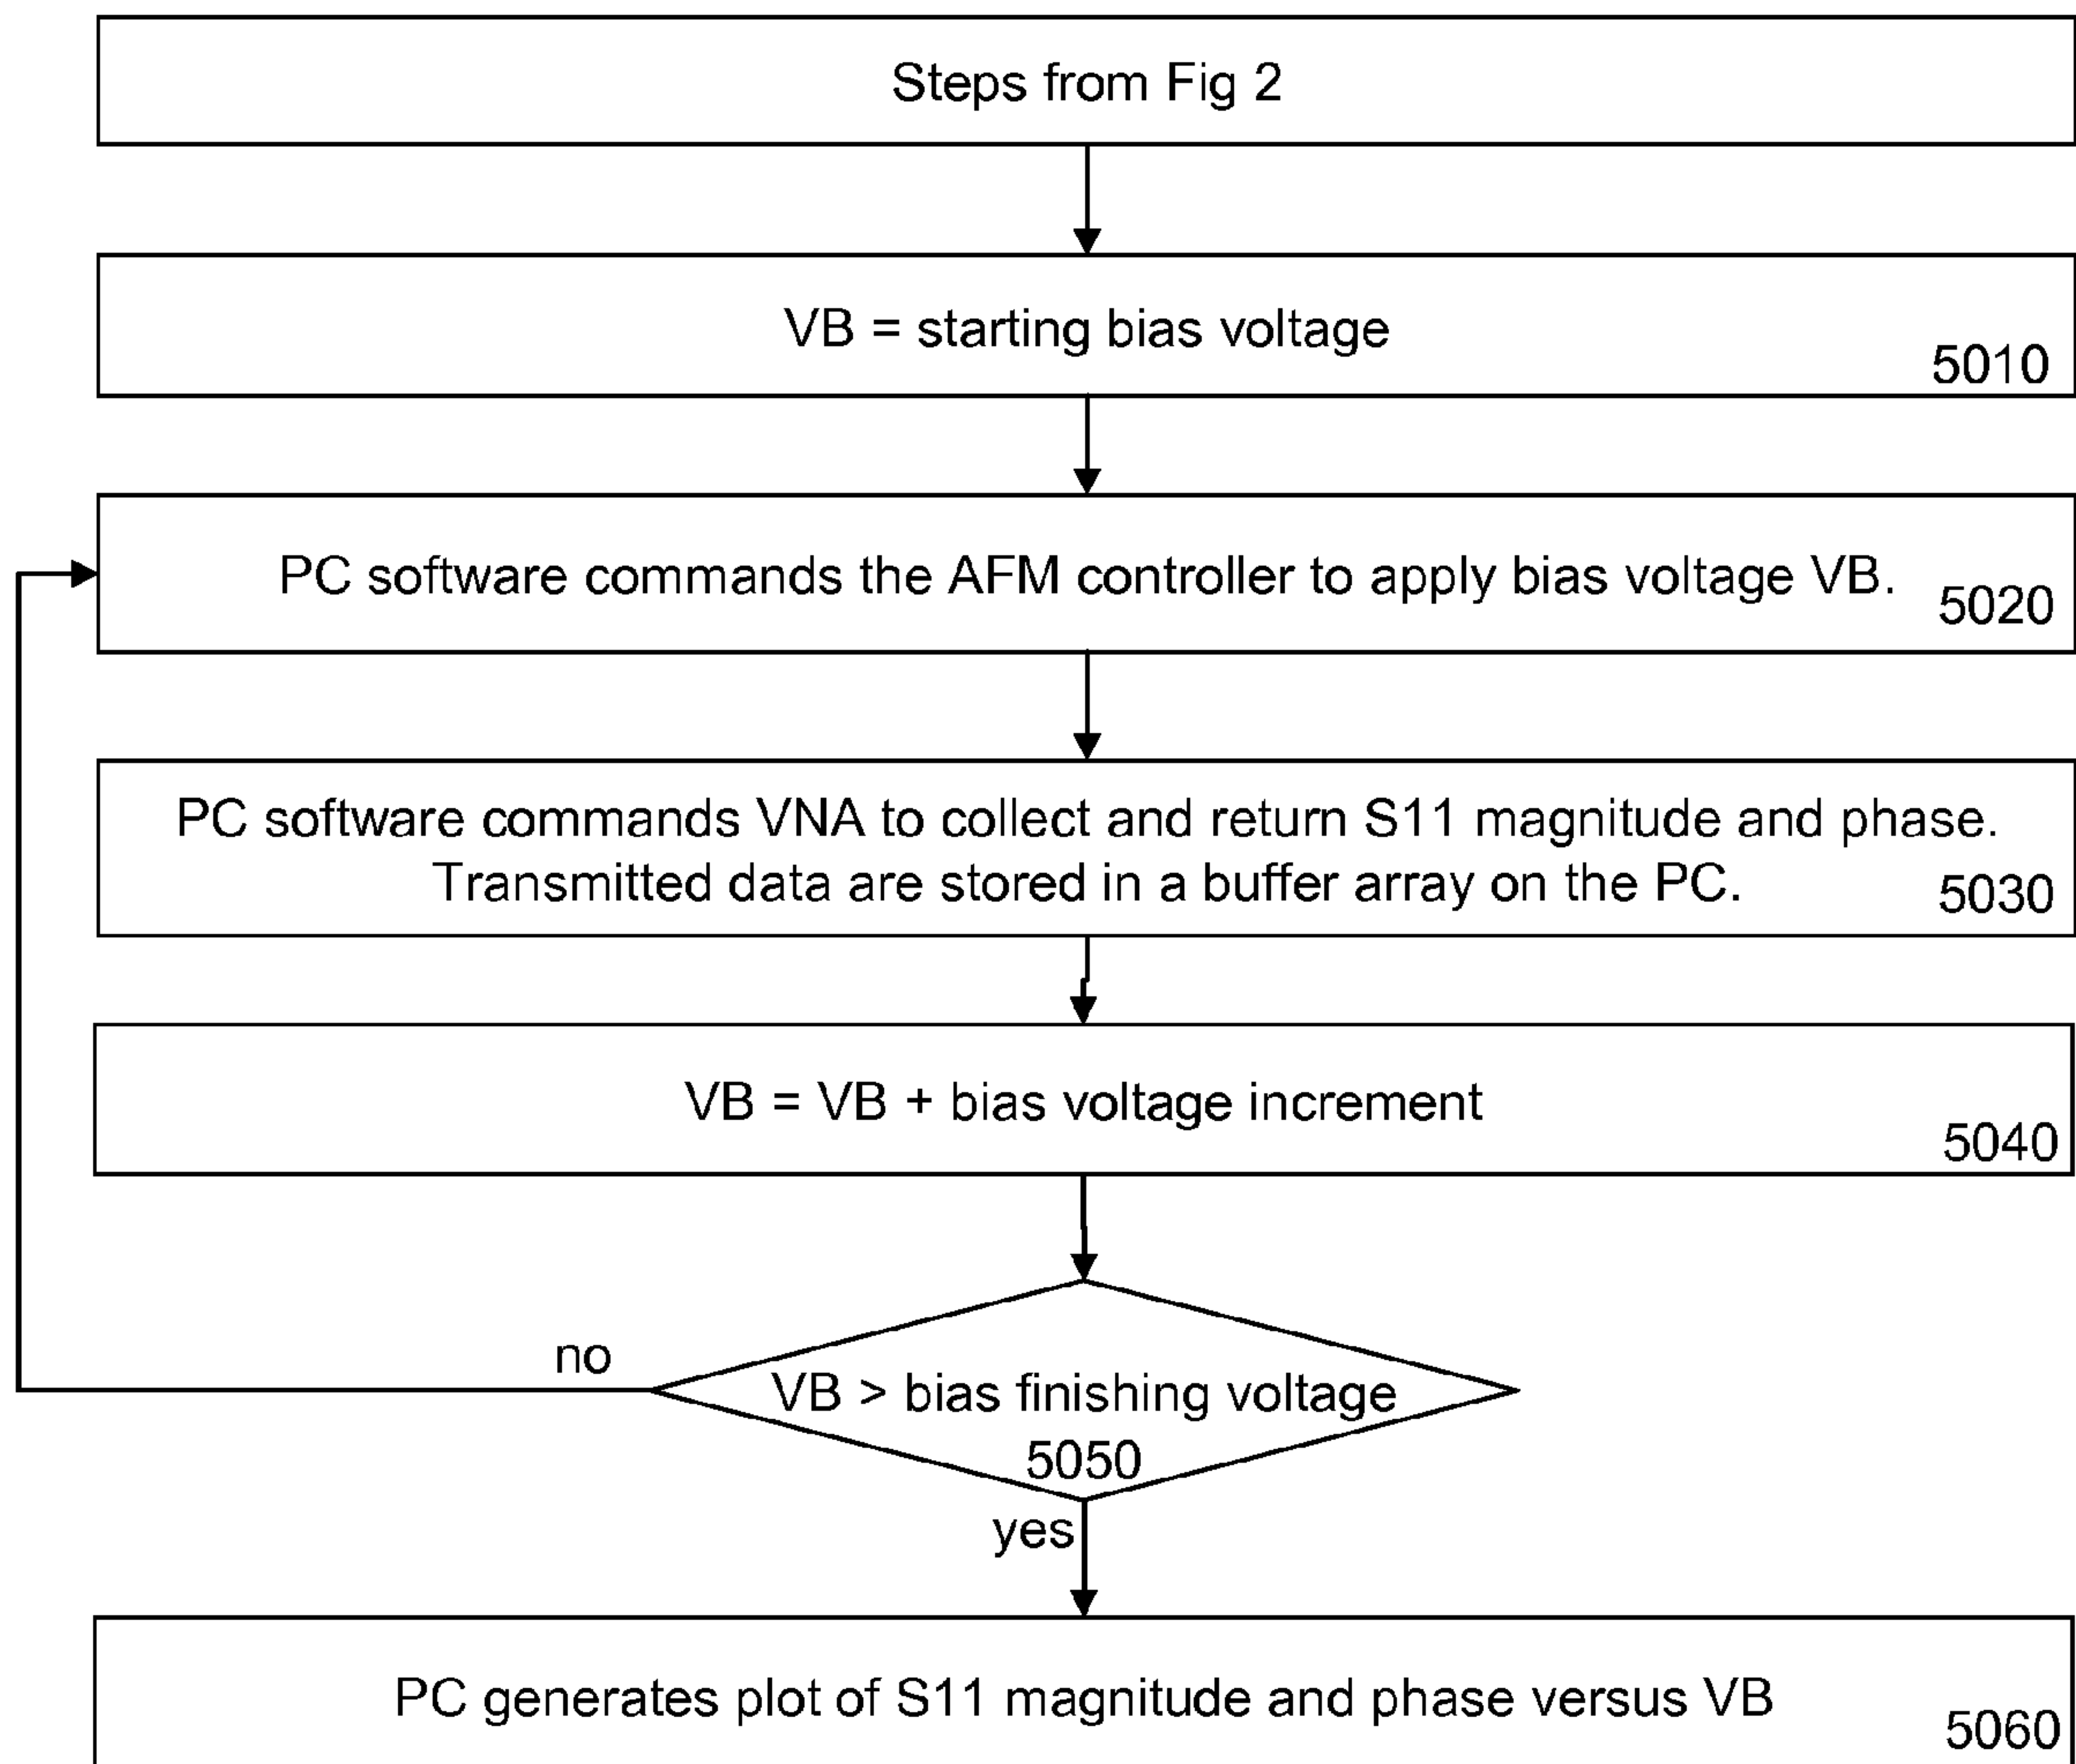 Steps from Fig 2
VB = starting bias voltage
5010
PC software commands the AFM controller to apply bias voltage VB.
5020
PC software commands VNA to collect and return S11 magnitude and phase.
Transmitted data are stored in a buffer array on the PC.
5030
VB = VB + bias voltage increment
5040
no
VB > bias finishing voltage
5050
yes
PC generates plot of S11 magnitude and phase versus VB
5060